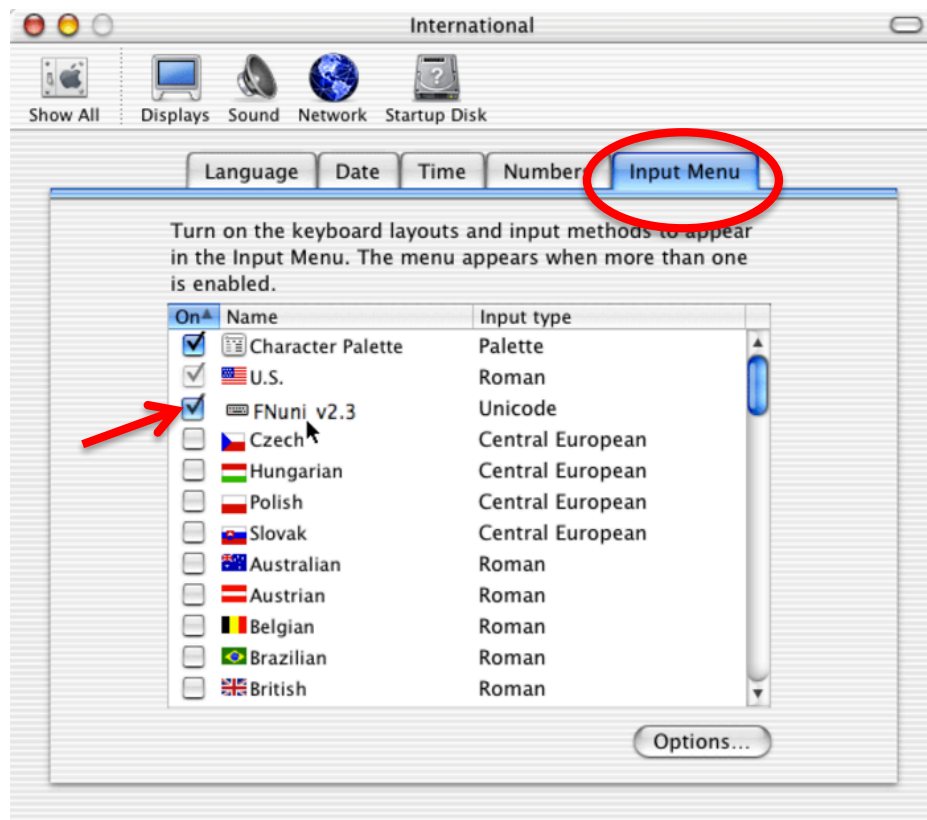 International
Show All Displays Sound Network Startup Disk
Language Date Time Numbers Input Menu
Turn on the keyboard layouts and input methods to appear
in the Input Menu. The menu appears when more than one
is enabled.
On Name Input type
Character Palette Palette
U.S. Roman
FNuni_v2.3 Unicode
Czech Central European
Hungarian Central European
Polish Central European
Slovak Central European
Australian Roman
Austrian Roman
Belgian Roman
Brazilian Roman
British Roman
Options...